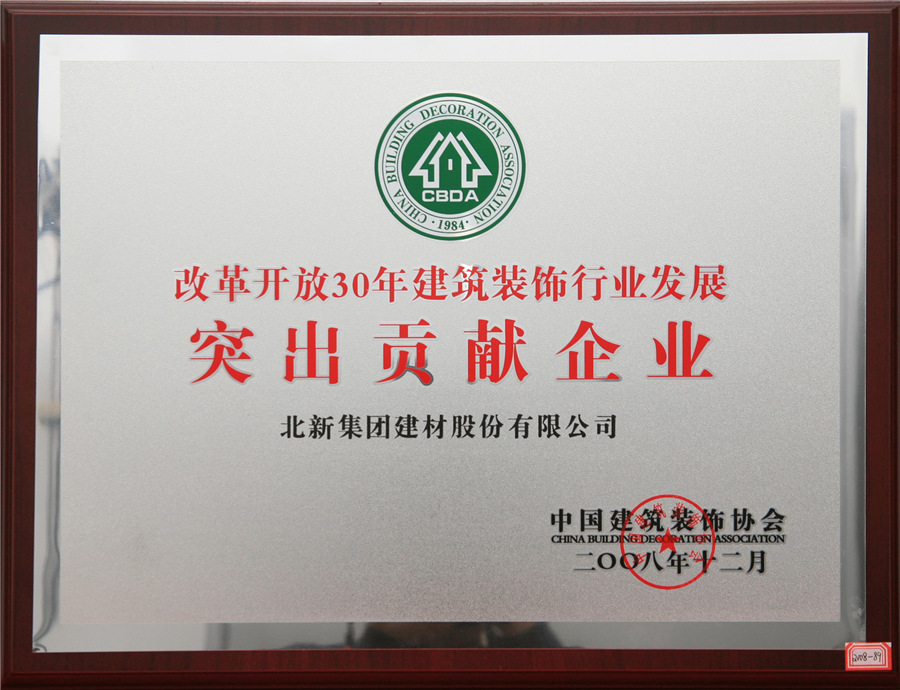 CHINA BUILDING DECORATION ASSOCIATION
CBDA
·1984·
改革开放30年建筑装饰行业发展
突出贡献企业
北新集团建材股份有限公司
中国建筑装饰协会
CHINA BUILDING DECORATION ASSOCIATION
二〇〇八年十二月
2008-89